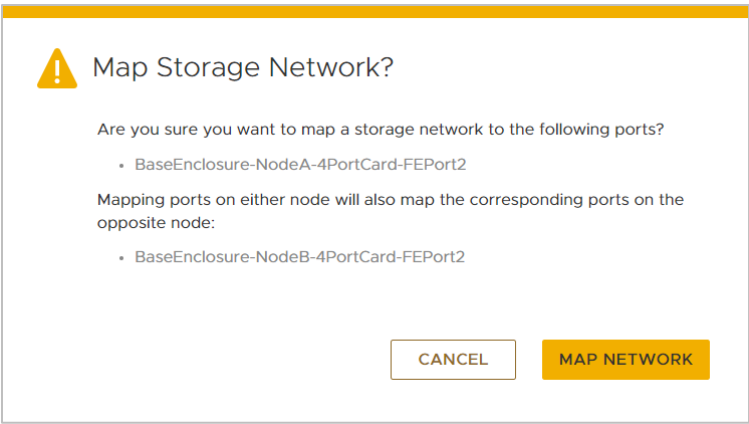 Map Storage Network?
Are you sure you want to map a storage network to the following ports?
• BaseEnclosure-NodeA-4PortCard-FEPort2
Mapping ports on either node will also map the corresponding ports on the
opposite node:
• BaseEnclosure-NodeB-4PortCard-FEPort2
CANCEL
MAP NETWORK